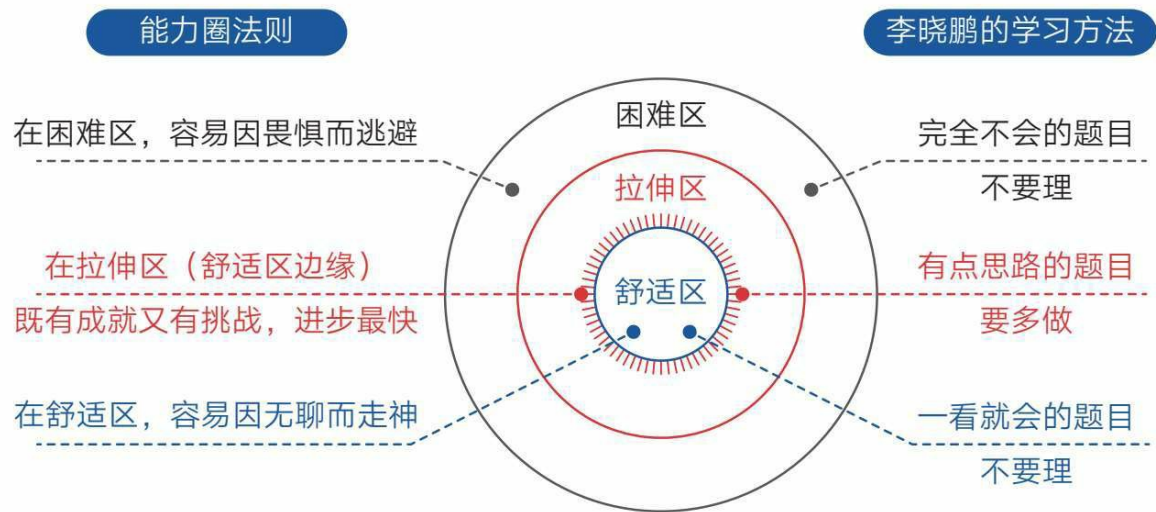 能力圈法则
李晓鹏的学习方法
困难区
在困难区，容易因畏惧而逃避
完全不会的题目
不要理
拉伸区
在拉伸区（舒适区边缘）
既有成就又有挑战，进步最快
有点思路的题目
要多做
舒适区
在舒适区，容易因无聊而走神
一看就会的题目
不要理